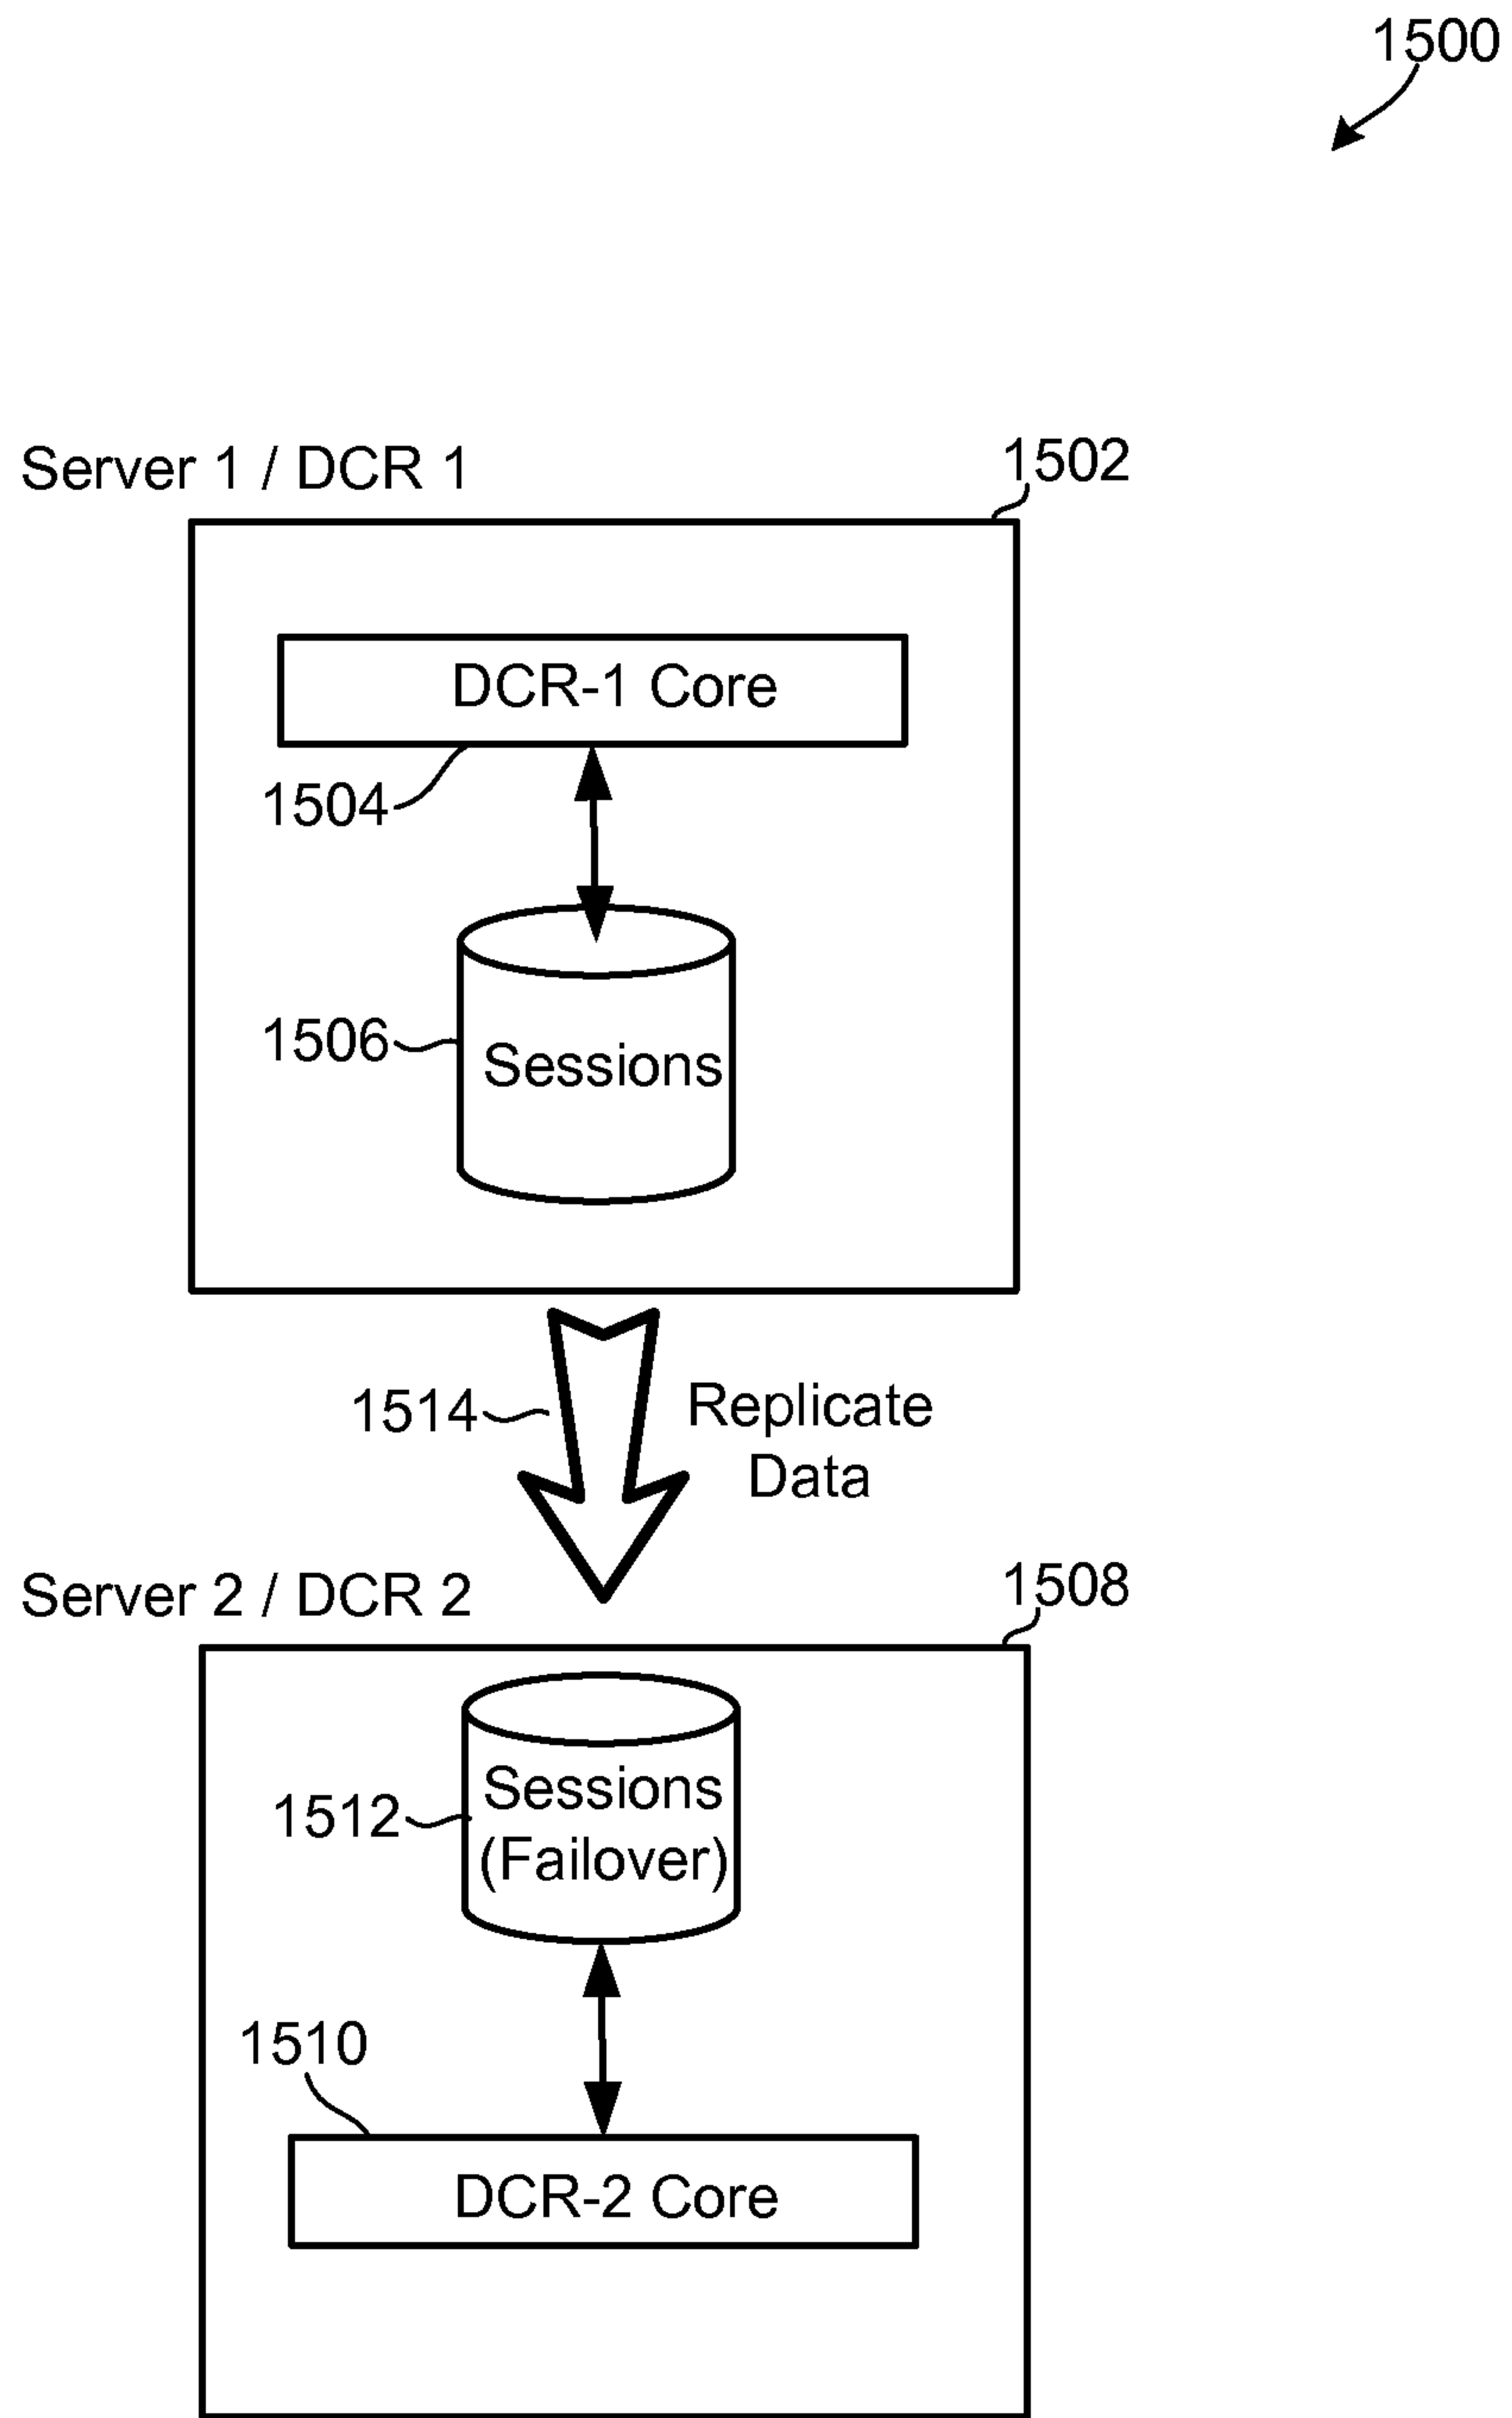 1500
Server 1 / DCR 1
1502
DCR-1 Core
1504
1506
Sessions
1514
Replicate
Data
Server 2 / DCR 2
1508
Sessions
1512
(Failover)
1510
DCR-2 Core